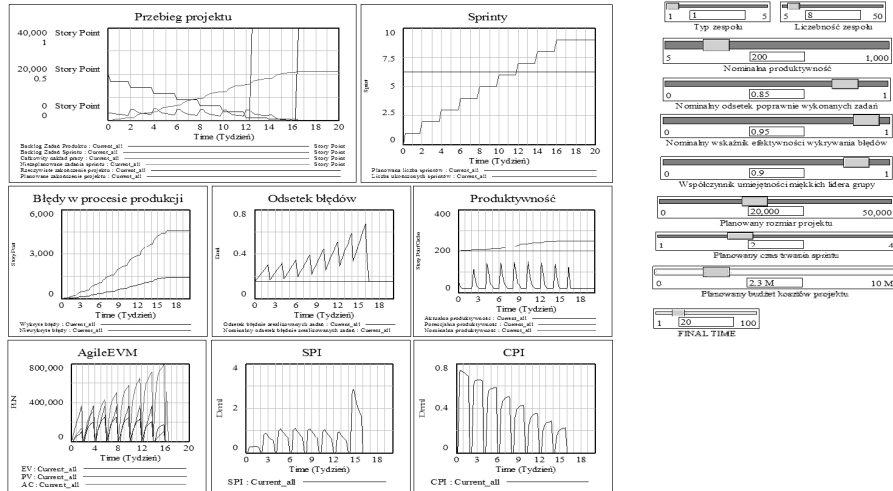 Przebieg projektu
40,000 Story Point
1
20,000 Story Point
0.5
0 Story Point
0
0 2 4 6 8 10 12 14 16 18 20
Time (Tydzień)
Backlog Zadań Produktu : Current_all Story Point
Backlog Zadań Sprintu : Current_all Story Point
Całkowity nakład pracy : Current_all Story Point
Niezaplanowane zadania sprintu : Current_all Story Point
Rzeczywiste zakończenie projektu : Current_all
Planowane zakończenie projektu : Current_all
Sprinty
10
7.5
5
2.5
0
Sprint
0 2 4 6 8 10 12 14 16 18 20
Time (Tydzień)
Planowana liczba sprintów : Current_all
Liczba ukończonych sprintów : Current_all
Błędy w procesie produkcji
6,000
3,000
0
Story Point
0 3 6 9 12 15 18
Time (Tydzień)
Wykryte błędy : Current_all
Niewykryte błędy : Current_all
Odsetek błędów
0.8
0.4
0
Dmnl
0 3 6 9 12 15 18
Time (Tydzień)
Odsetek błędnie zrealizowanych zadań : Current_all
Nominalny odsetek błędnie zrealizowanych zadań : Current_all
Produktywność
400
200
0
0 3 6 9 12 15 18
Time (Tydzień)
Aktualna produktywność : Current_all
Potencjalna produktywność : Current_all
Nominalna produktywność : Current_all
AgileEVM
800,000
400,000
0
PLN
0 2 4 6 8 10 12 14 16 18 20
Time (Tydzień)
EV : Current_all
PV : Current_all
AC : Current_all
SPI
4
2
0
Dmnl
0 3 6 9 12 15 18
Time (Tydzień)
SPI : Current_all
CPI
0.8
0.4
0
Dmnl
0 3 6 9 12 15 18
Time (Tydzień)
CPI : Current_all
1 1 5
Typ zespołu
5 8 50
Liczebność zespołu
5 200 1,000
Nominalna produktywność
0 0.85 1
Nominalny odsetek poprawnie wykonanych zadań
0 0.95 1
Nominalny wskaźnik efektywności wykrywania błędów
0 0.9 1
Współczynnik umiejętności miękkich lidera grupy
0 20,000 50,000
Planowany rozmiar projektu
1 2 4
Planowany czas trwania sprintu
0 2.3 M 10 M
Planowany budżet kosztów projektu
1 20 100
FINAL TIME